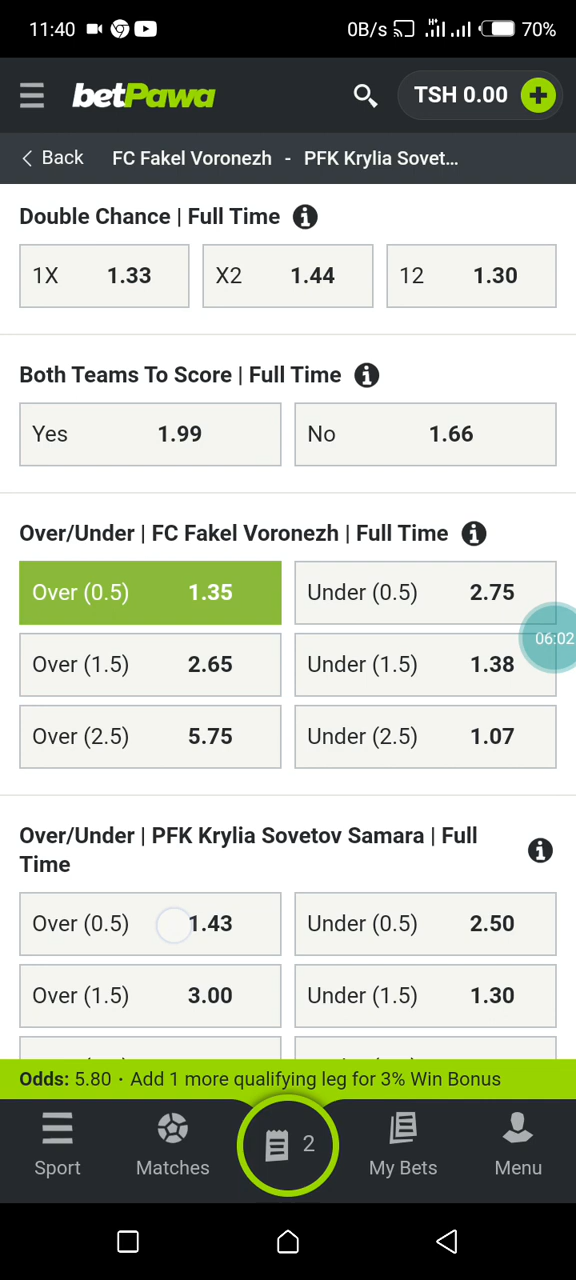 11:40 0B/s H+ 70%
betPawa TSH 0.00 +
Back FC Fakel Voronezh - PFK Krylia Sovet...
Double Chance | Full Time
1X 1.33 X2 1.44 12 1.30
Both Teams To Score | Full Time
Yes 1.99 No 1.66
Over/Under | FC Fakel Voronezh | Full Time
Over (0.5) 1.35 Under (0.5) 2.75
06:02
Over (1.5) 2.65 Under (1.5) 1.38
Over (2.5) 5.75 Under (2.5) 1.07
Over/Under | PFK Krylia Sovetov Samara | Full
Time
Over (0.5) 1.43 Under (0.5) 2.50
Over (1.5) 3.00 Under (1.5) 1.30
Odds: 5.80 · Add 1 more qualifying leg for 3% Win Bonus
2
Sport Matches My Bets Menu